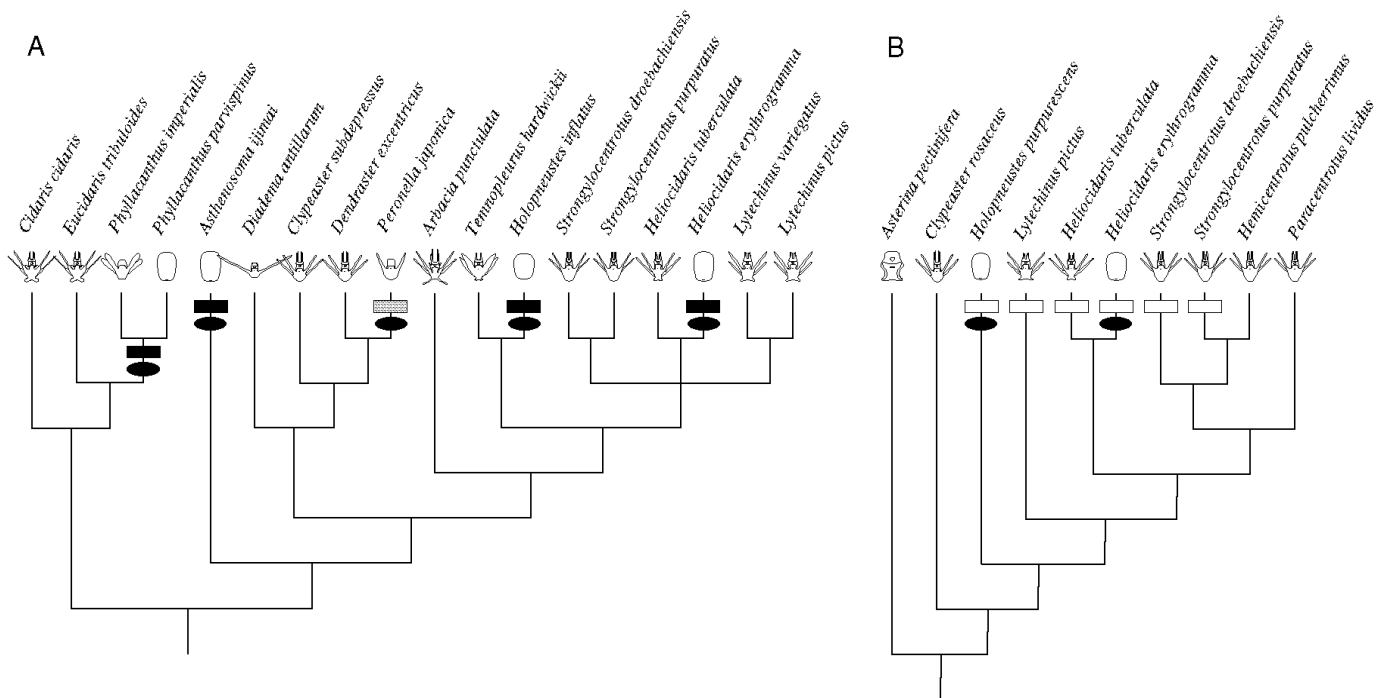 A
Cidaris cidaris
Eucidaris tribuloides
Phyllacanthus imperialis
Phyllacanthus parvispinus
Asthenosoma ijimai
Diadema antillarum
Clypeaster subdepressus
Dendraster excentricus
Peronella japonica
Arbacia punctulata
Temnopleurus hardwickii
Holopneustes inflatus
Strongylocentrotus droebachiensis
Strongylocentrotus purpuratus
Heliocidaris tuberculata
Heliocidaris erythrogramma
Lytechinus variegatus
Lytechinus pictus
B
Asterina pectinifera
Clypeaster rosaceus
Holopneustes purpurescens
Lytechinus pictus
Heliocidaris tuberculata
Heliocidaris erythrogramma
Strongylocentrotus droebachiensis
Strongylocentrotus purpuratus
Hemicentrotus pulcherrimus
Paracentrotus lividus